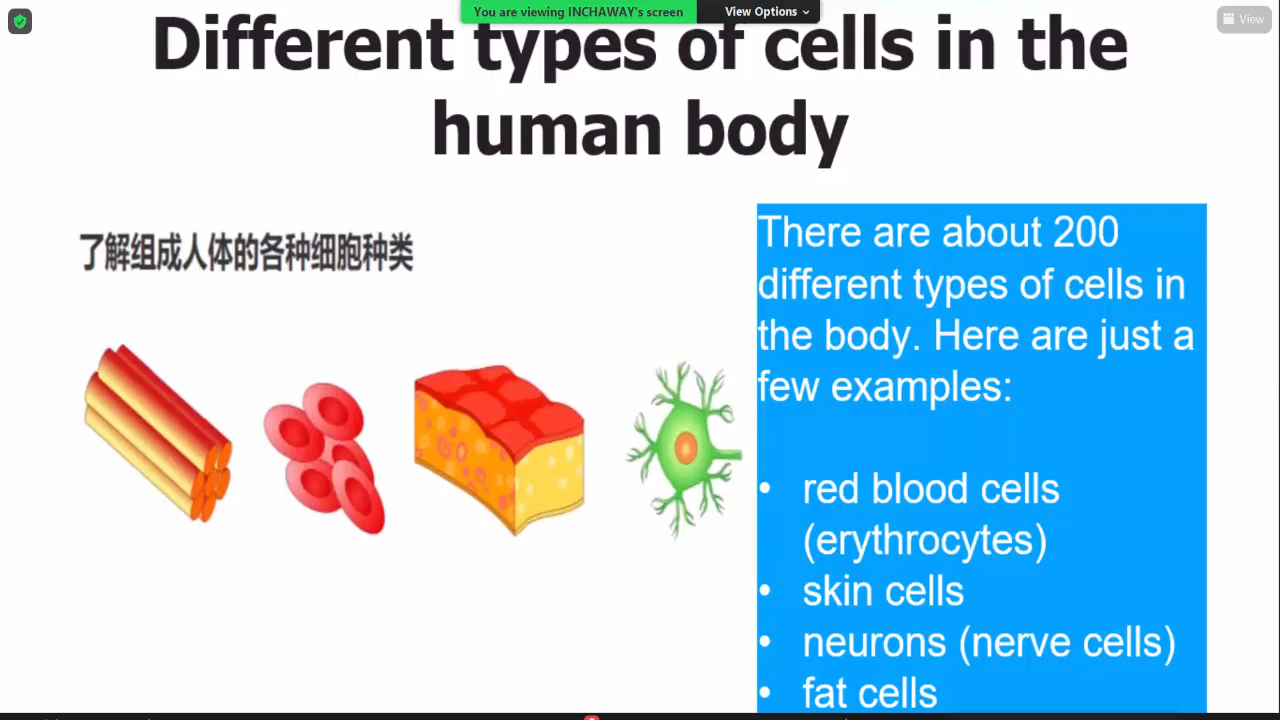 You are viewing INCHAWAY's screen
View Options
View
Different types of cells in the
human body
了解组成人体的各种细胞种类
There are about 200
different types of cells in
the body. Here are just a
few examples:
• red blood cells
(erythrocytes)
• skin cells
• neurons (nerve cells)
• fat cells